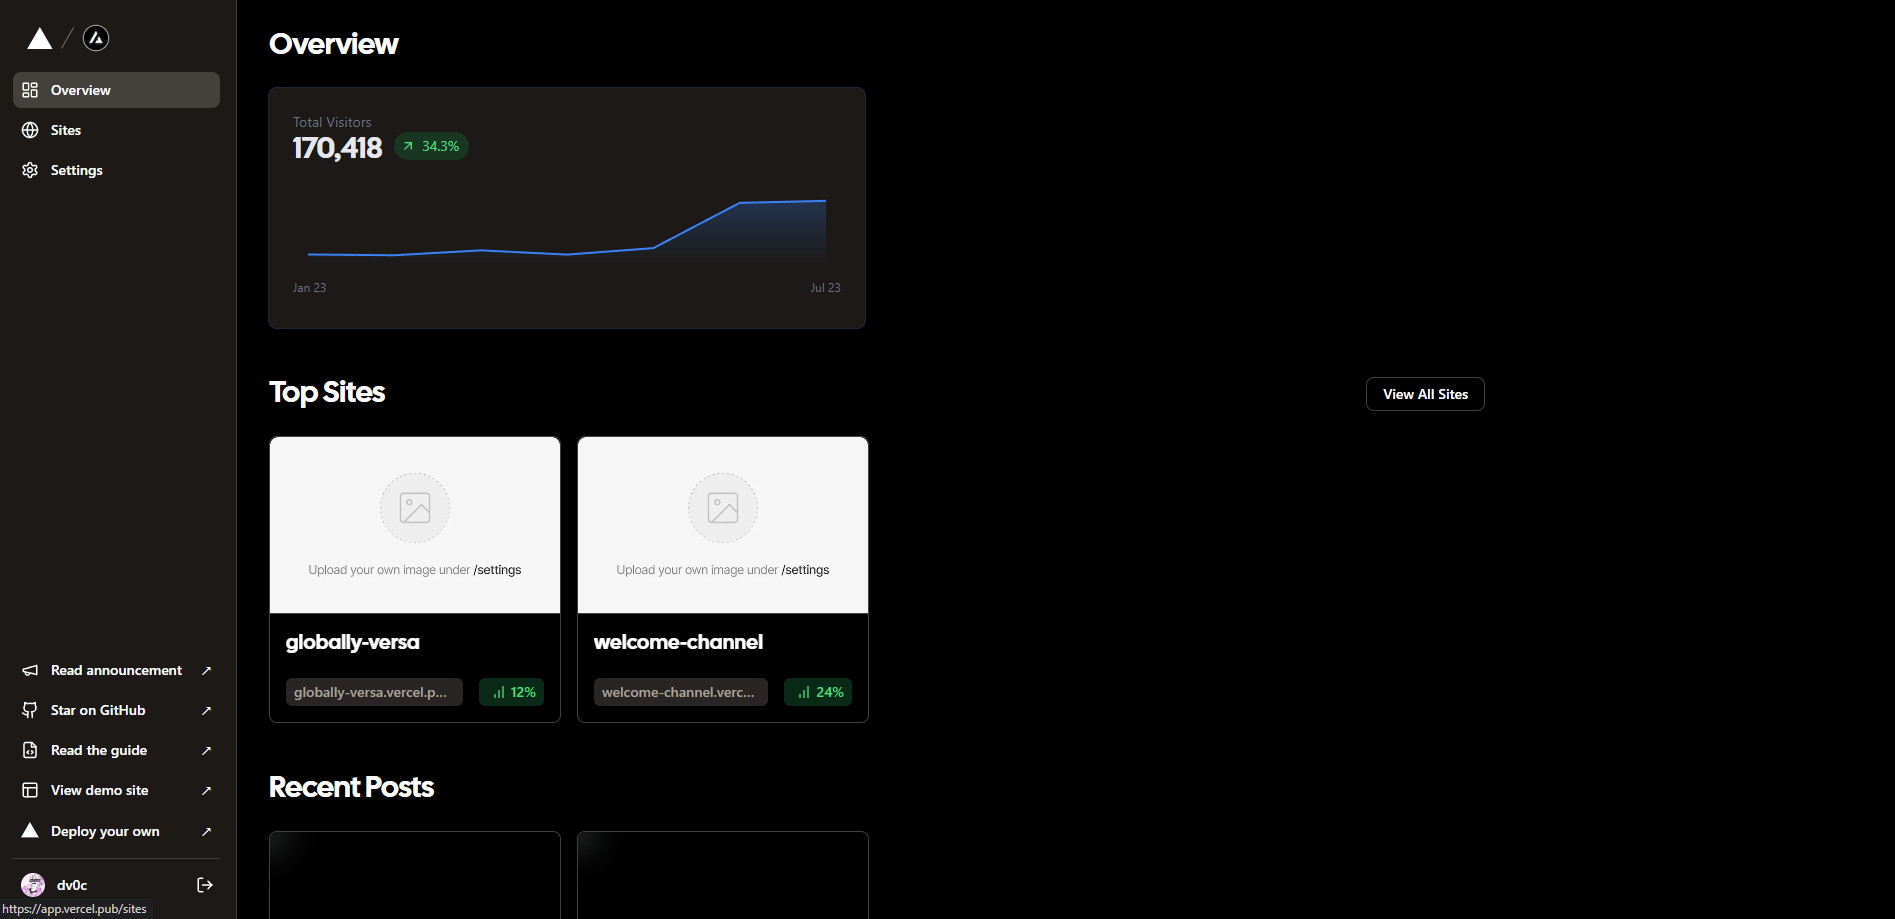 Overview
Sites
Settings
Read announcement ↗
Star on GitHub ↗
Read the guide ↗
View demo site ↗
Deploy your own ↗
dv0c
https://app.vercel.pub/sites
Overview
Total Visitors
170,418 34.3%
Jan 23 Jul 23
Top Sites View All Sites
Upload your own image under /settings
globally-versa
globally-versa.vercel.p... 12%
Upload your own image under /settings
welcome-channel
welcome-channel.verc... 24%
Recent Posts